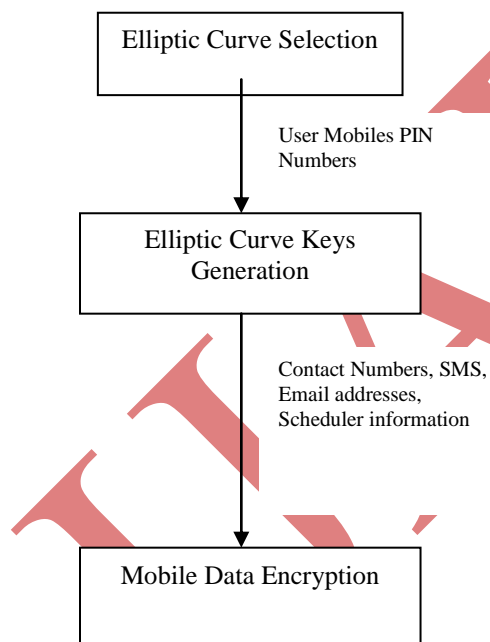 Elliptic Curve Selection
User Mobiles PIN
Numbers
Elliptic Curve Keys
Generation
Contact Numbers, SMS,
Email addresses,
Scheduler information
Mobile Data Encryption